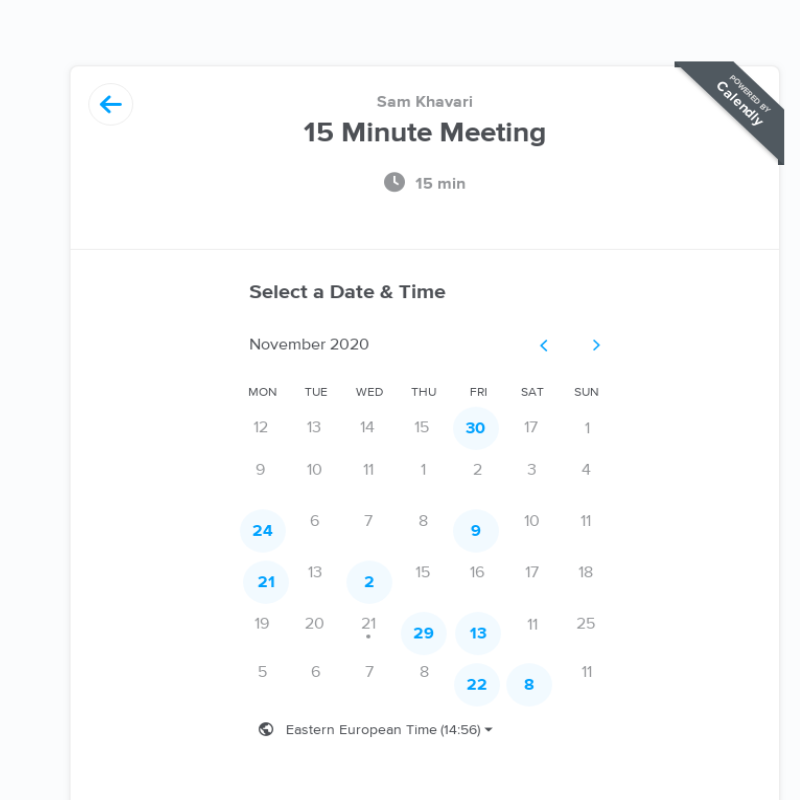 POWERED BY
Calendly
Sam Khavari
15 Minute Meeting
15 min
Select a Date & Time
November 2020
MON TUE WED THU FRI SAT SUN
12 13 14 15 30 17 1
9 10 11 1 2 3 4
24 6 7 8 9 10 11
21 13 2 15 16 17 18
19 20 21 29 13 11 25
5 6 7 8 22 8 11
Eastern European Time (14:56)